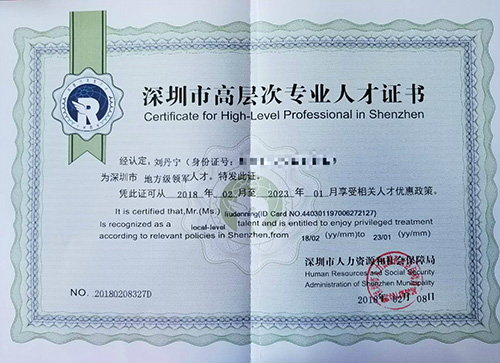 深圳市高层次专业人才证书
Certificate for High-Level Professional in Shenzhen
经认定，刘丹宁（身份证号：
为深圳市 地方级领军人才。特发此证。
凭此证可从 2018 年 02 月至 2023 年 01 月享受相关人才优惠政策。
It is certified that,Mr.(Ms.) liudanning(ID Card NO.440301197006272127)
Is recognized as a local-level talent and is entitled to enjoy privileged treatment
according to relevant policies in Shenzhen,from 18/02 (yy/mm)to 23/01 (yy/mm).
深圳市人力资源和社会保障局
Human Resources and Social Security
Administration of Shenzhen Municipality
NO. 20180208327D
2018年02月08日